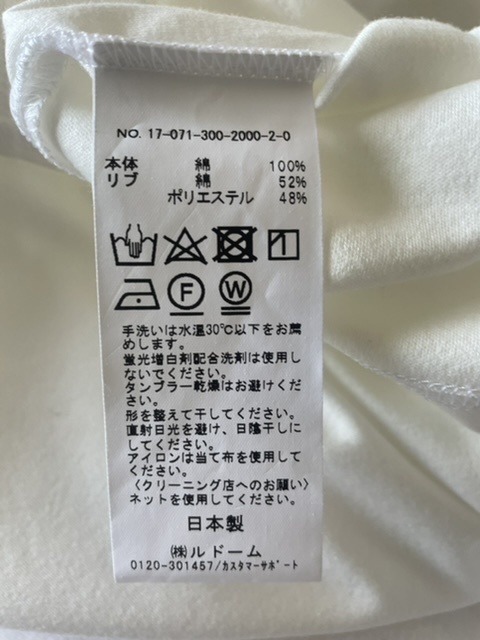 NO. 17-071-300-2000-2-0
本体 綿 100%
リブ 綿 52%
ポリエステル 48%
F W
手洗いは水温30℃以下をお薦
めします。
蛍光増白剤配合洗剤は使用し
ないでください。
タンブラー乾燥はお避けくだ
さい。
形を整えて干してください。
直射日光を避け、日陰干しに
してください。
アイロンは当て布を使用して
ください。
〈クリーニング店へのお願い〉
ネットを使用してください。
日本製
㈱ルドーム
0120-301457/カスタマーサポート